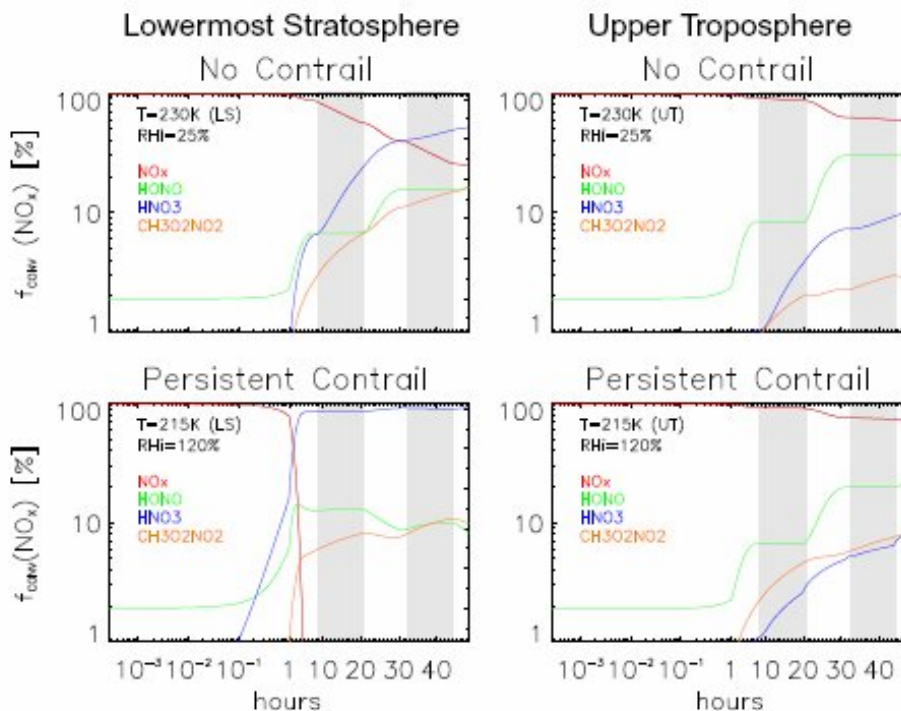 Lowermost Stratosphere
Upper Troposphere
No Contrail
No Contrail
f_CONV (NO_x) [%]
100
10
1
T=230K (LS)
RHi=25%
NOx
HONO
HNO3
CH3O2NO2
100
10
1
T=230K (UT)
RHi=25%
NOx
HONO
HNO3
CH3O2NO2
Persistent Contrail
Persistent Contrail
f_CONV(NO_x) [%]
100
10
1
T=215K (LS)
RHi=120%
NOx
HONO
HNO3
CH3O2NO2
100
10
1
T=215K (UT)
RHi=120%
NOx
HONO
HNO3
CH3O2NO2
10⁻³ 10⁻² 10⁻¹ 1 10 20 30 40
10⁻³ 10⁻² 10⁻¹ 1 10 20 30 40
hours
hours